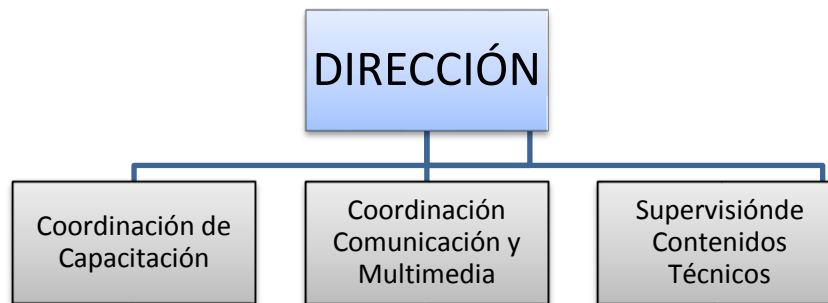 DIRECCIÓN
Coordinación de
Capacitación
Coordinación
Comunicación y
Multimedia
Supervisiónde
Contenidos
Técnicos